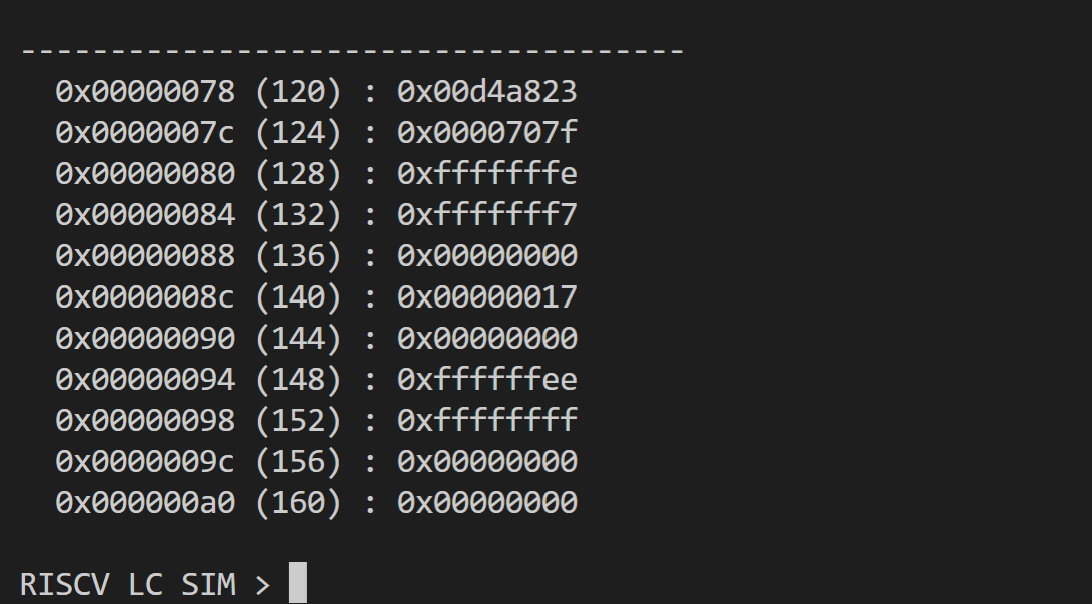 -------------------------------------
0x00000078 (120) : 0x00d4a823
0x0000007c (124) : 0x0000707f
0x00000080 (128) : 0xfffffffe
0x00000084 (132) : 0xfffffff7
0x00000088 (136) : 0x00000000
0x0000008c (140) : 0x00000017
0x00000090 (144) : 0x00000000
0x00000094 (148) : 0xffffffee
0x00000098 (152) : 0xffffffff
0x0000009c (156) : 0x00000000
0x000000a0 (160) : 0x00000000
RISCV LC SIM >